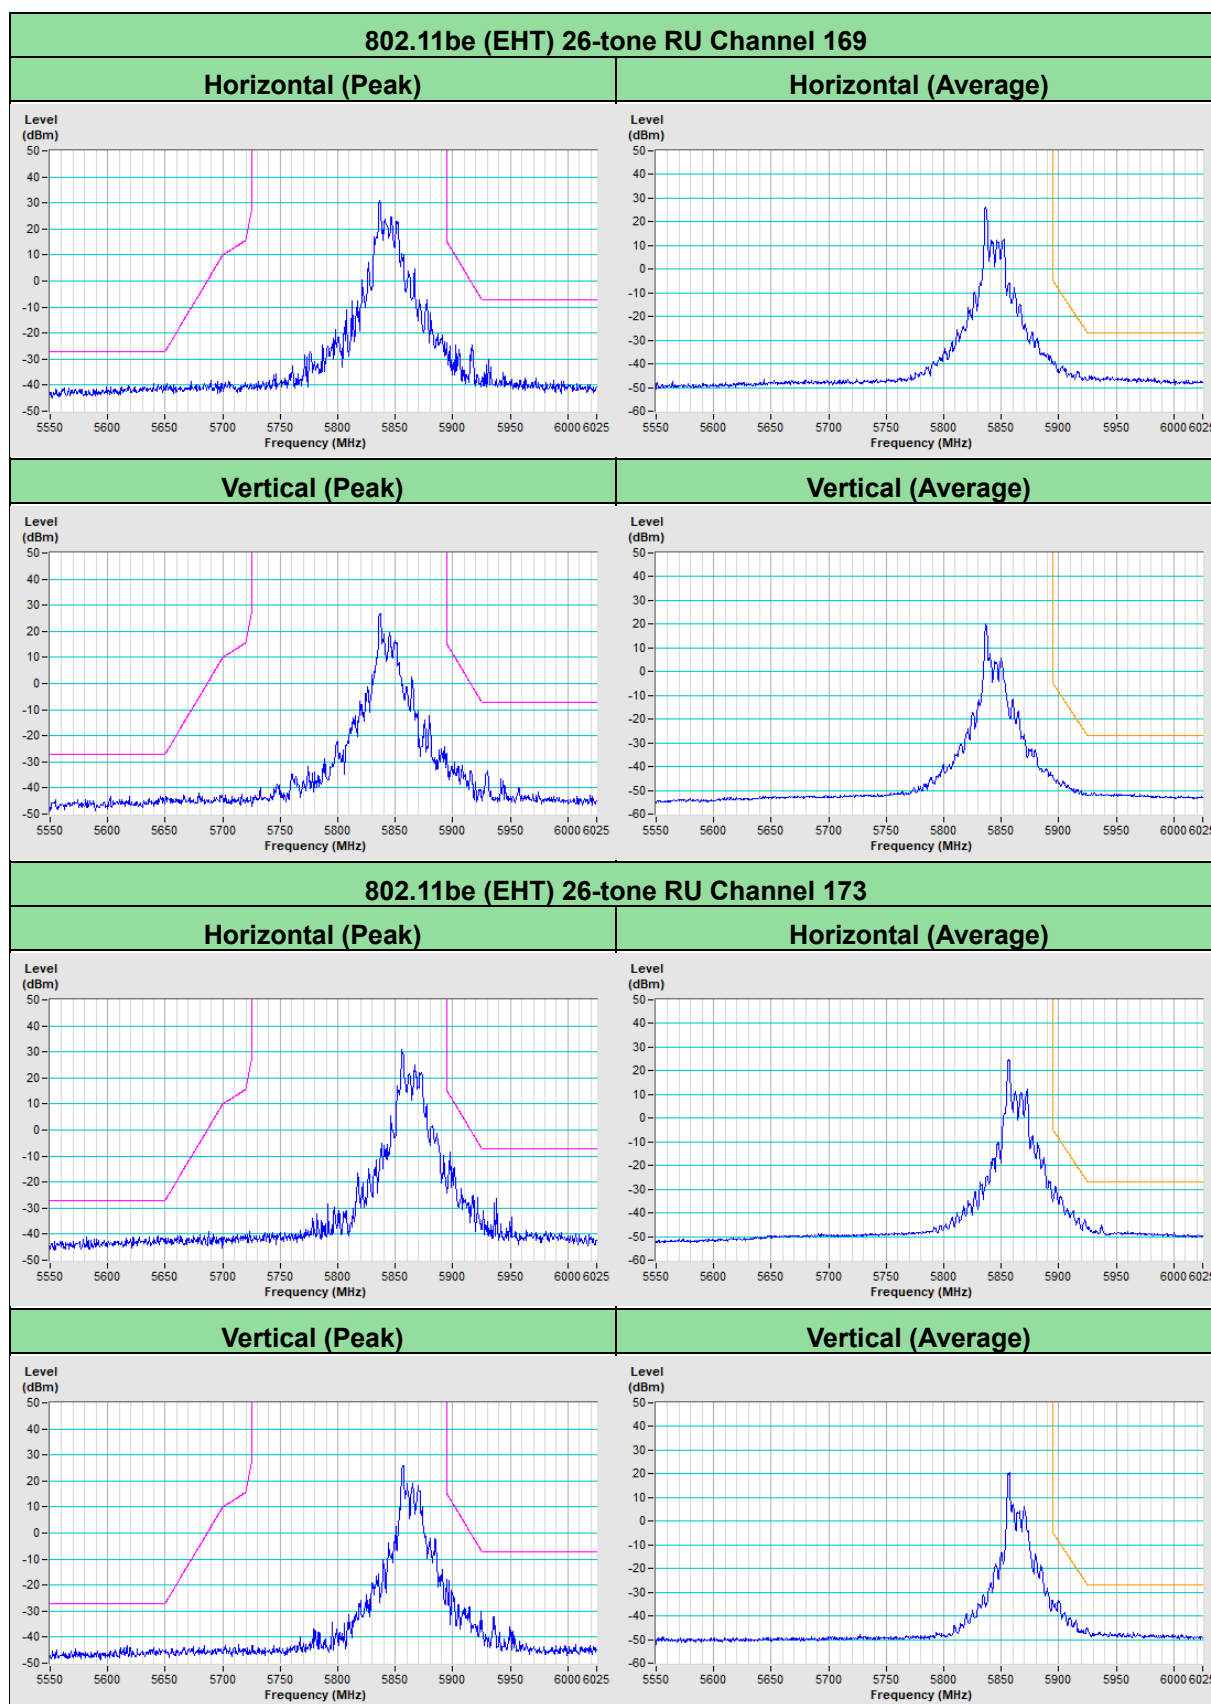 802.11be (EHT) 26-tone RU Channel 169
Horizontal (Peak)
Horizontal (Average)
Level
(dBm)
50
40
30
20
10
0
-10
-20
-30
-40
-50
5550 5600 5650 5700 5750 5800 5850 5900 5950 6000 6025
Frequency (MHz)
Level
(dBm)
50
40
30
20
10
0
-10
-20
-30
-40
-50
-60
5550 5600 5650 5700 5750 5800 5850 5900 5950 6000 6025
Frequency (MHz)
Vertical (Peak)
Vertical (Average)
Level
(dBm)
50
40
30
20
10
0
-10
-20
-30
-40
-50
5550 5600 5650 5700 5750 5800 5850 5900 5950 6000 6025
Frequency (MHz)
Level
(dBm)
50
40
30
20
10
0
-10
-20
-30
-40
-50
-60
5550 5600 5650 5700 5750 5800 5850 5900 5950 6000 6025
Frequency (MHz)
802.11be (EHT) 26-tone RU Channel 173
Horizontal (Peak)
Horizontal (Average)
Level
(dBm)
50
40
30
20
10
0
-10
-20
-30
-40
-50
5550 5600 5650 5700 5750 5800 5850 5900 5950 6000 6025
Frequency (MHz)
Level
(dBm)
50
40
30
20
10
0
-10
-20
-30
-40
-50
-60
5550 5600 5650 5700 5750 5800 5850 5900 5950 6000 6025
Frequency (MHz)
Vertical (Peak)
Vertical (Average)
Level
(dBm)
50
40
30
20
10
0
-10
-20
-30
-40
-50
5550 5600 5650 5700 5750 5800 5850 5900 5950 6000 6025
Frequency (MHz)
Level
(dBm)
50
40
30
20
10
0
-10
-20
-30
-40
-50
-60
5550 5600 5650 5700 5750 5800 5850 5900 5950 6000 6025
Frequency (MHz)